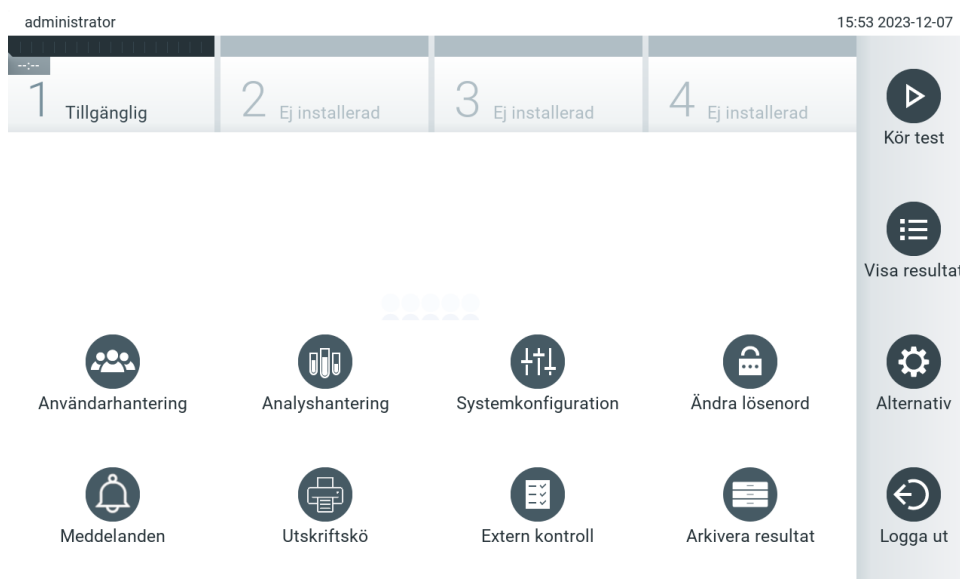 administrator
15:53 2023-12-07
--:--
1 Tillgänglig
2 Ej installerad
3 Ej installerad
4 Ej installerad
Kör test
Visa resultat
Användarhantering
Analyshantering
Systemkonfiguration
Ändra lösenord
Alternativ
Meddelanden
Utskriftskö
Extern kontroll
Arkivera resultat
Logga ut